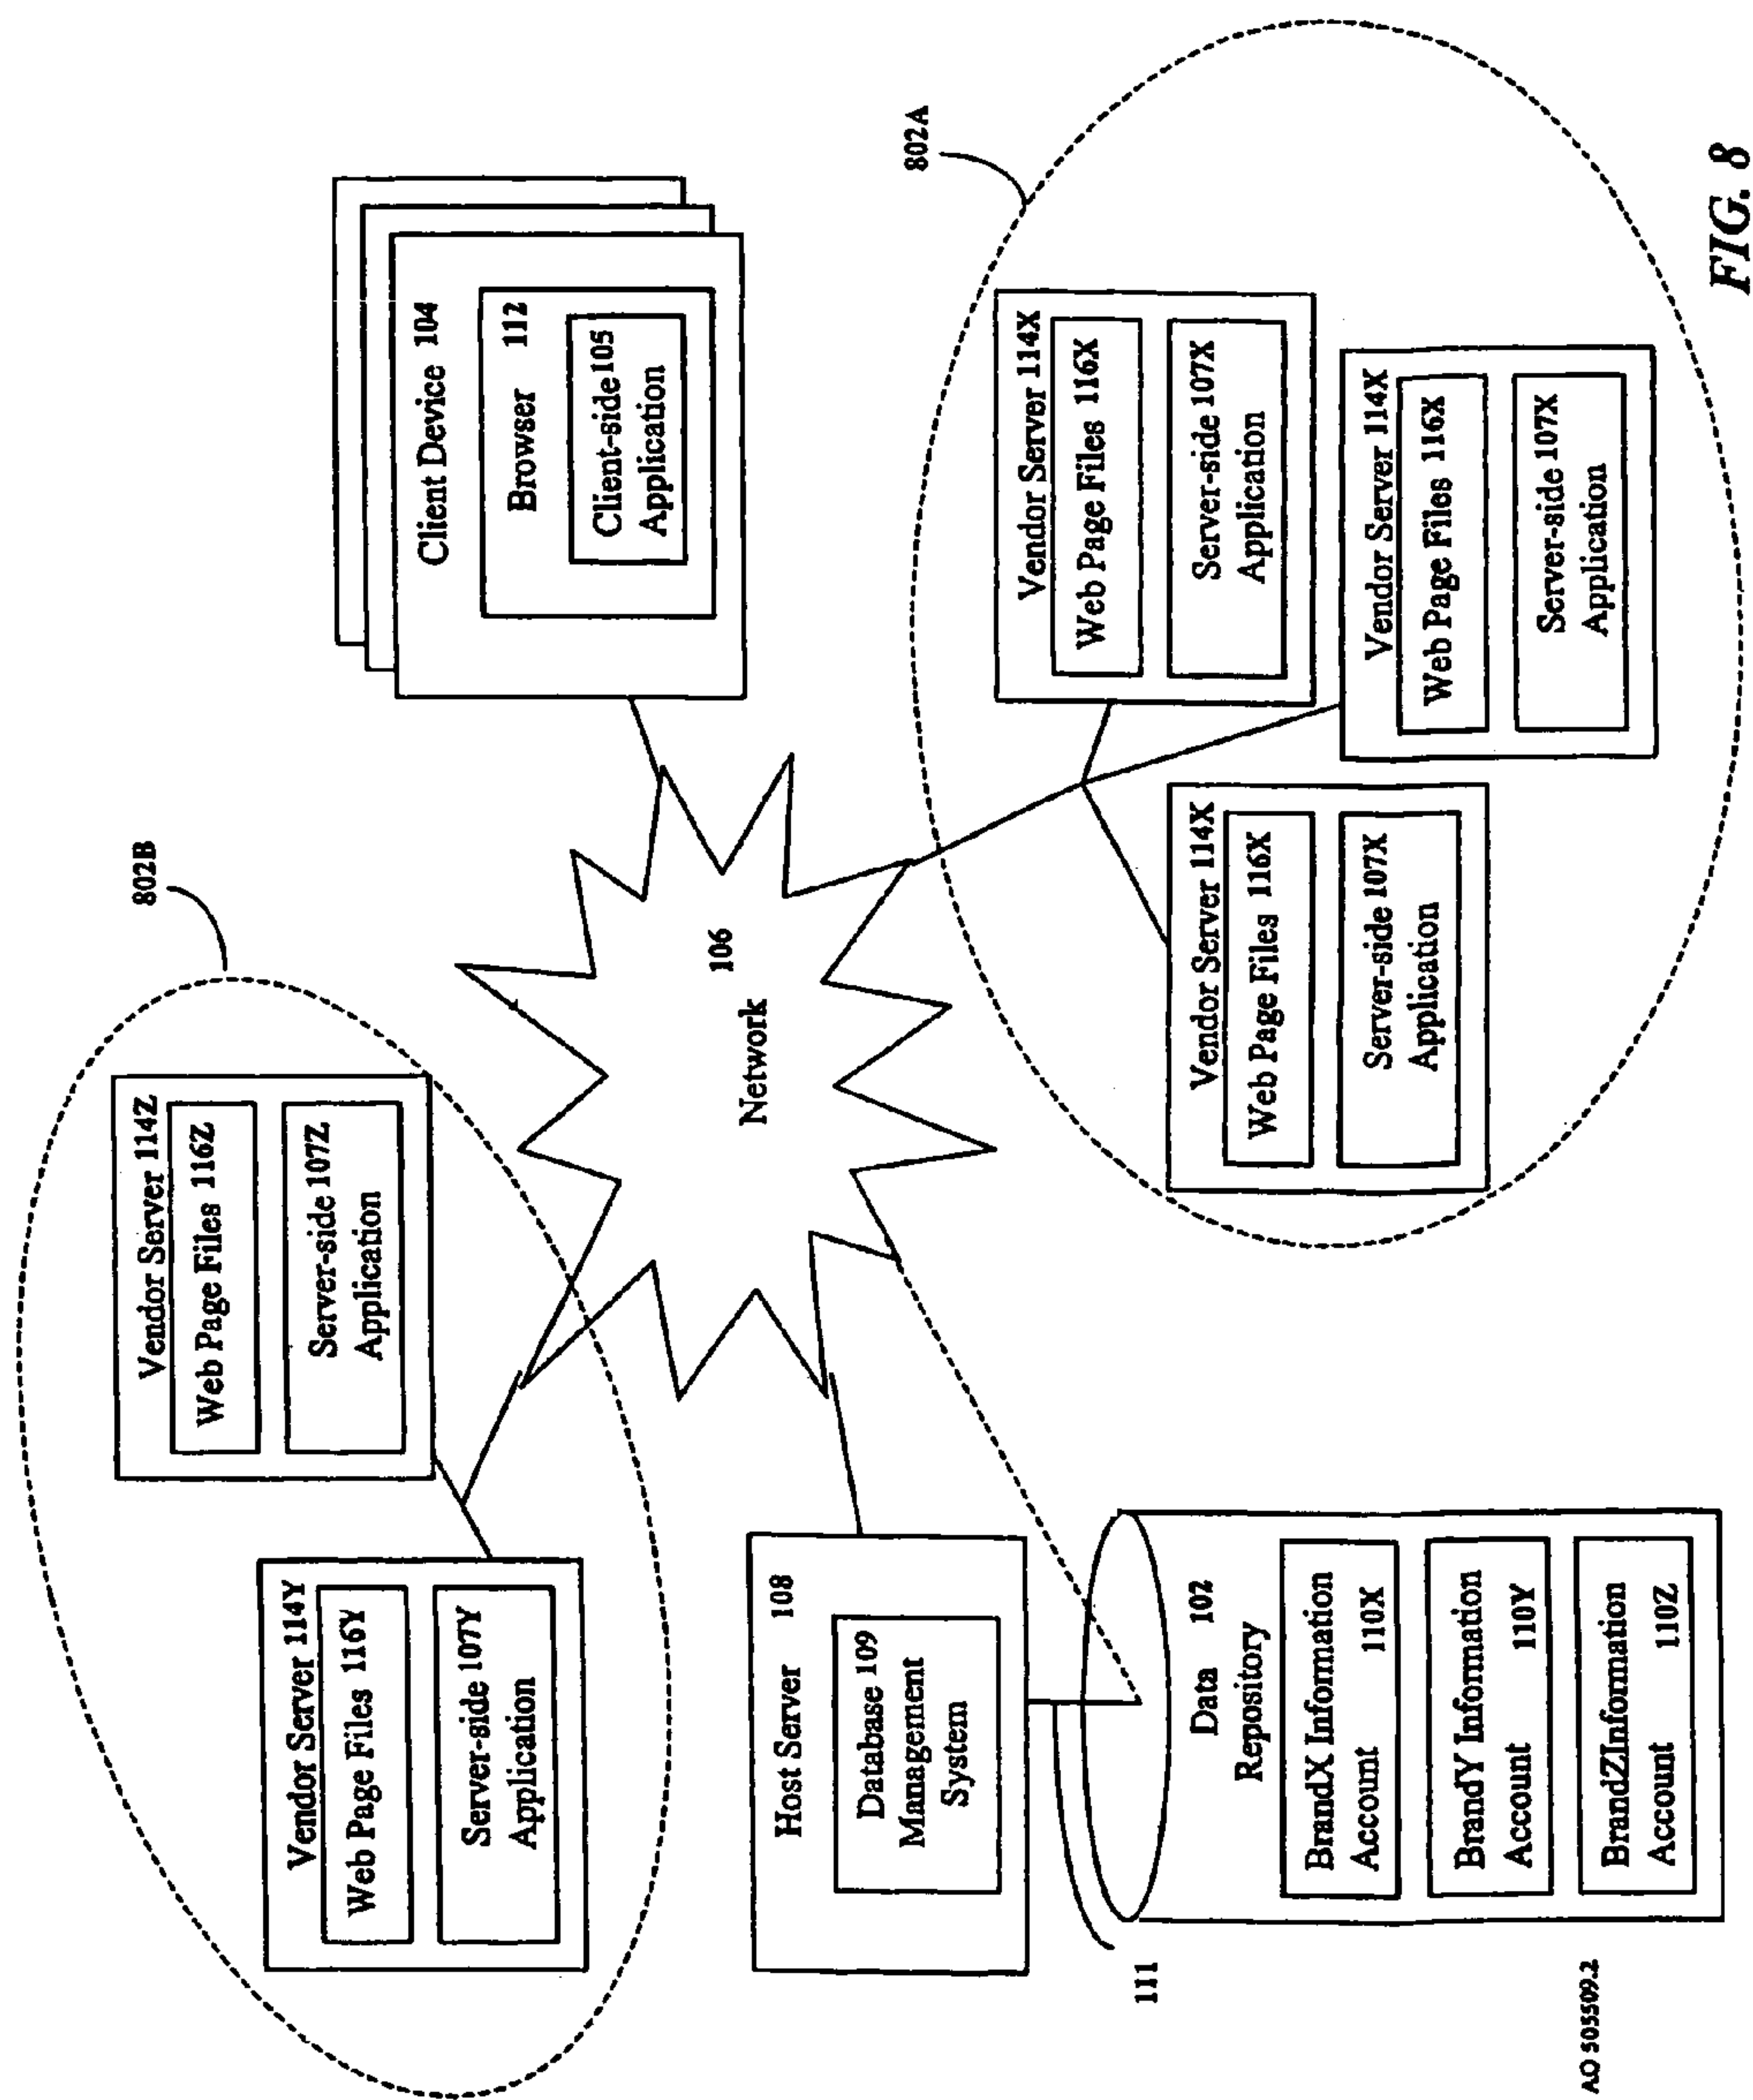 802B
Vendor Server 114Y
Web Page Files 116Y
Server-side 107Y
Application
Vendor Server 114Z
Web Page Files 116Z
Server-side 107Z
Application
Client Device 104
Browser 112
Client-side 105
Application
106
Network
Host Server 108
Database 109
Management
System
111
Data 102
Repository
BrandX Information
Account 110X
BrandY Information
Account 110Y
BrandZInformation
Account 110Z
802A
Vendor Server 114X
Web Page Files 116X
Server-side 107X
Application
Vendor Server 114X
Web Page Files 116X
Server-side 107X
Application
Vendor Server 114X
Web Page Files 116X
Server-side 107X
Application
AO 505509.2
FIG. 8